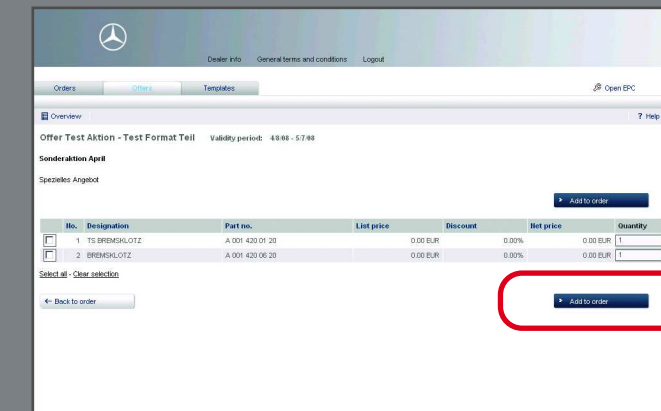 Dealer info General terms and conditions Logout
Orders Offers Templates Open EPC
Overview ? Help
Offer Test Aktion - Test Format Teil Validity period: 4/8/08 - 5/7/08
Sonderaktion April
Spezielles Angebot
Add to order
No. Designation Part no. List price Discount Net price Quantity
1 TS BREMSKLOTZ A 001 420 01 20 0.00 EUR 0.00% 0.00 EUR 1
2 BREMSKLOTZ A 001 420 06 20 0.00 EUR 0.00% 0.00 EUR 1
Select all - Clear selection
Back to order Add to order